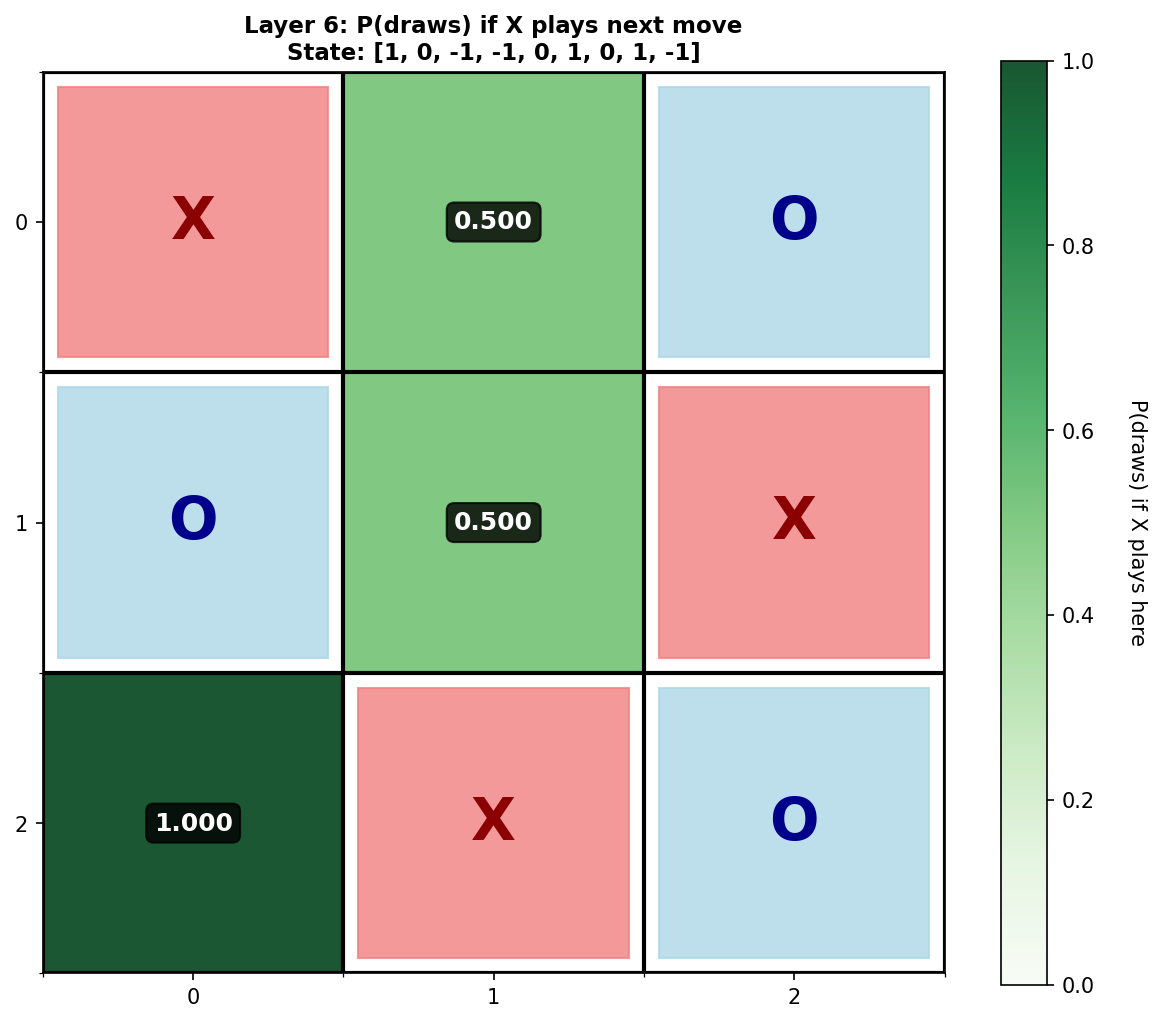 Layer 6: P(draws) if X plays next move
State: [1, 0, -1, -1, 0, 1, 0, 1, -1]
0
X
0.500
O
1
O
0.500
X
2
1.000
X
O
0
1
2
1.0
0.8
0.6
0.4
0.2
0.0
P(draws) if X plays here